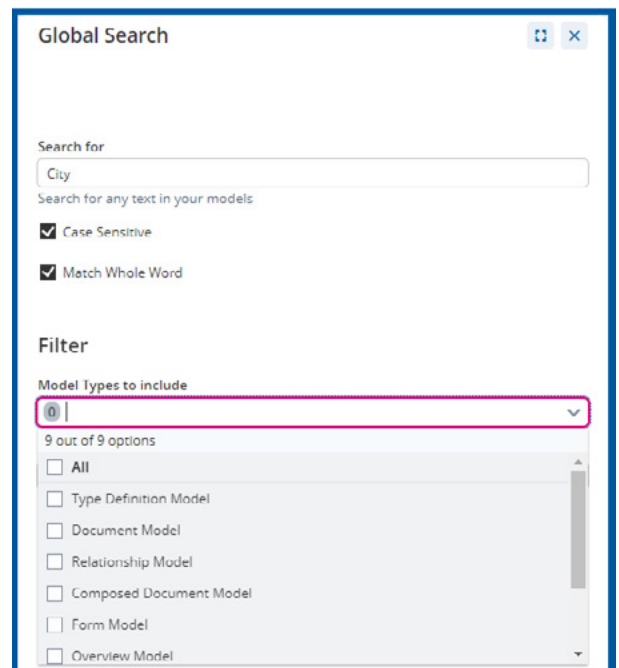 Global Search
Search for
City
Search for any text in your models
Case Sensitive
Match Whole Word
Filter
Model Types to include
0
9 out of 9 options
All
Type Definition Model
Document Model
Relationship Model
Composed Document Model
Form Model
Overview Model